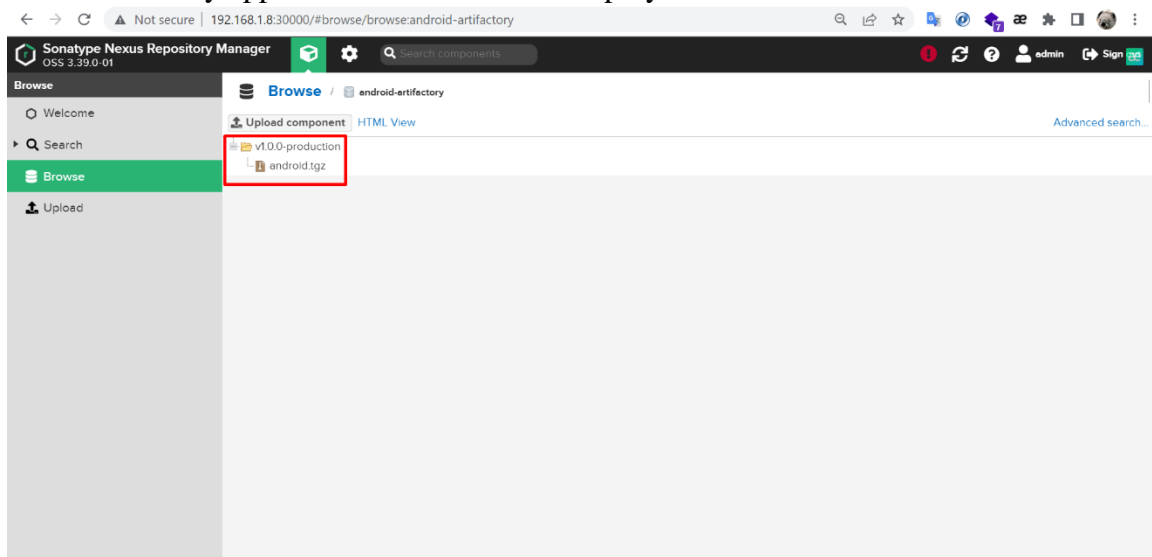 192.168.1.8:30000/#browse/browse:android-artifactory
Not secure
7
Sonatype Nexus Repository Manager
OSS 3.39.0-01
Search components
admin
Sign
Browse
Browse / android-artifactory
Welcome
Upload component HTML View
Advanced search...
Search
v1.0.0-production
android.tgz
Browse
Upload